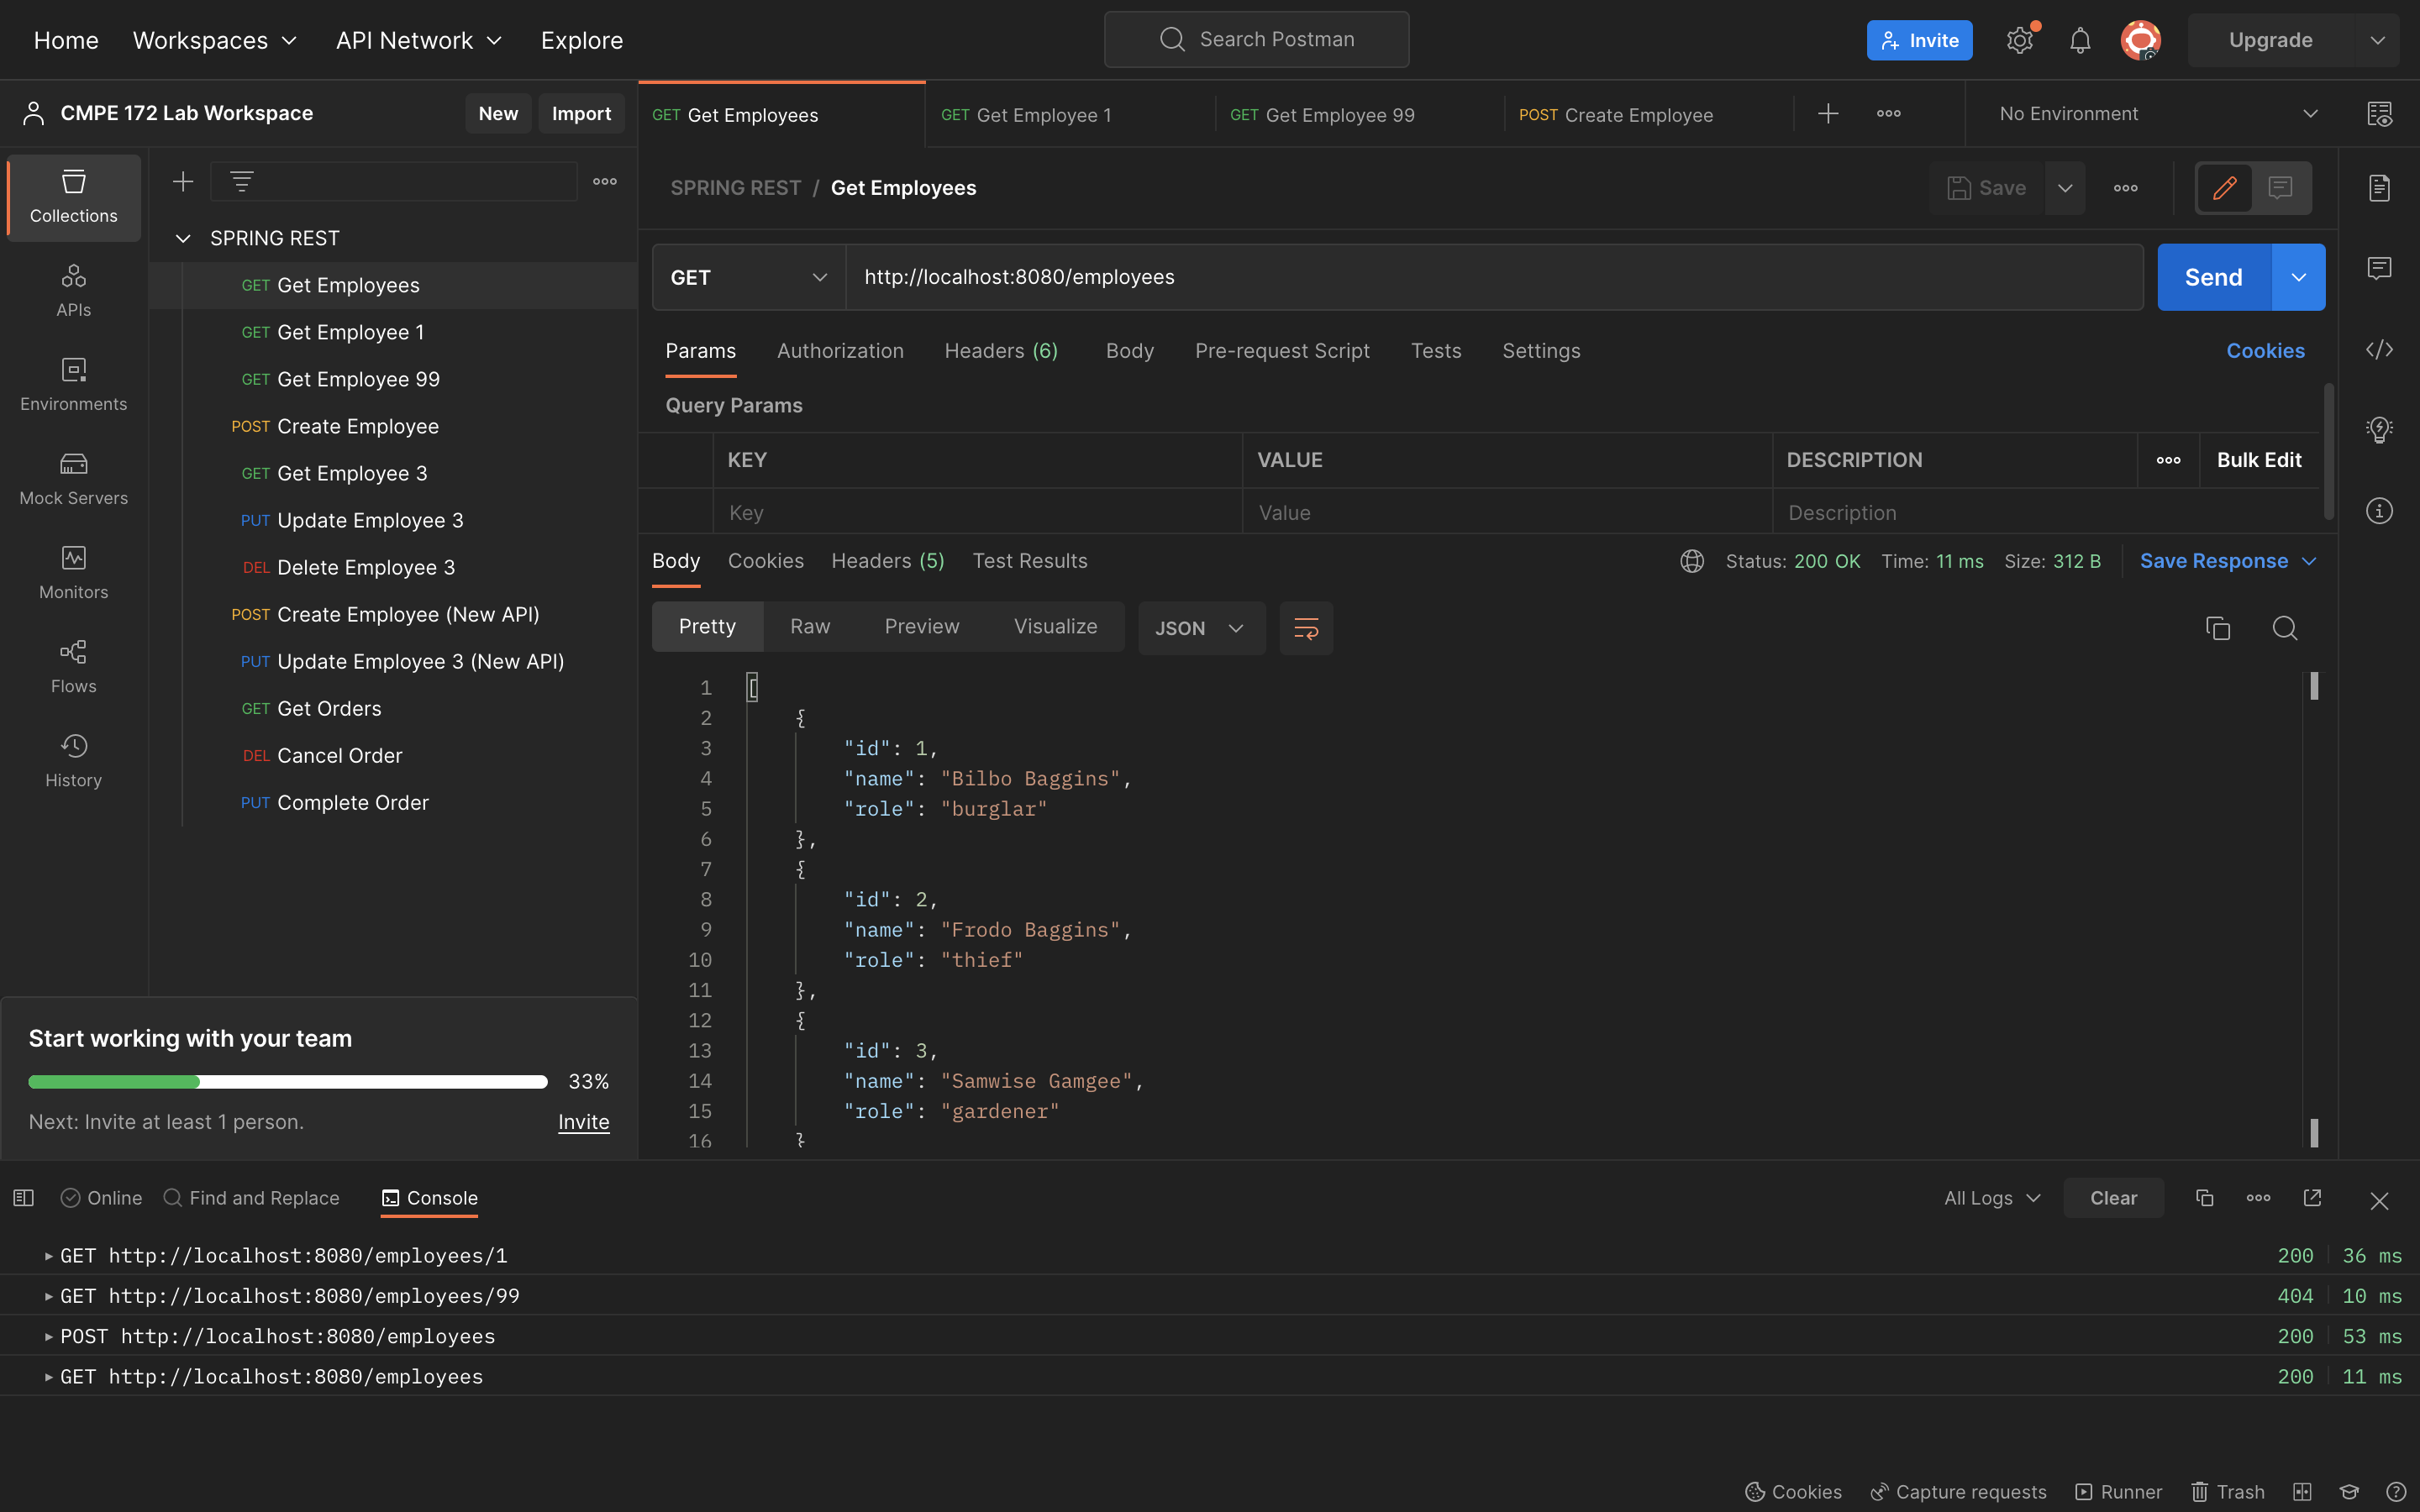 Home Workspaces API Network Explore Search Postman Invite Upgrade
CMPE 172 Lab Workspace New Import
GET Get Employees GET Get Employee 1 GET Get Employee 99 POST Create Employee No Environment
Collections
APIs
Environments
Mock Servers
Monitors
Flows
History
SPRING REST
GET Get Employees
GET Get Employee 1
GET Get Employee 99
POST Create Employee
GET Get Employee 3
PUT Update Employee 3
DEL Delete Employee 3
POST Create Employee (New API)
PUT Update Employee 3 (New API)
GET Get Orders
DEL Cancel Order
PUT Complete Order
Start working with your team
33%
Next: Invite at least 1 person. Invite
SPRING REST / Get Employees Save
GET http://localhost:8080/employees Send
Params Authorization Headers (6) Body Pre-request Script Tests Settings Cookies
Query Params
KEY VALUE DESCRIPTION Bulk Edit
Key Value Description
Body Cookies Headers (5) Test Results Status: 200 OK Time: 11 ms Size: 312 B Save Response
Pretty Raw Preview Visualize JSON
1 [
2 {
3 "id": 1,
4 "name": "Bilbo Baggins",
5 "role": "burglar"
6 },
7 {
8 "id": 2,
9 "name": "Frodo Baggins",
10 "role": "thief"
11 },
12 {
13 "id": 3,
14 "name": "Samwise Gamgee",
15 "role": "gardener"
16 }
Online Find and Replace Console All Logs Clear
GET http://localhost:8080/employees/1 200 36 ms
GET http://localhost:8080/employees/99 404 10 ms
POST http://localhost:8080/employees 200 53 ms
GET http://localhost:8080/employees 200 11 ms
Cookies Capture requests Runner Trash